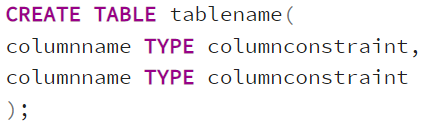 CREATE TABLE tablename(
columnname TYPE columnconstraint,
columnname TYPE columnconstraint
);